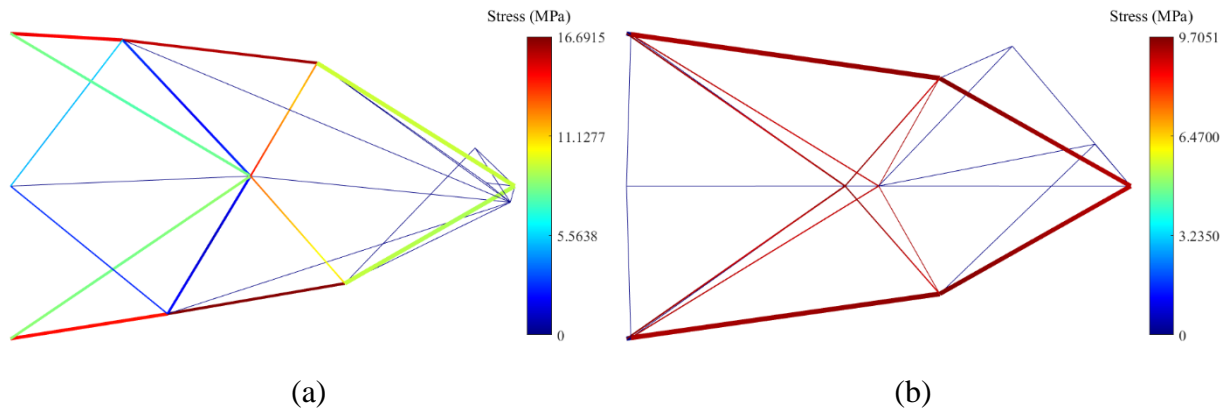 Stress (MPa)
16.6915
11.1277
5.5638
0
(a)
Stress (MPa)
9.7051
6.4700
3.2350
0
(b)